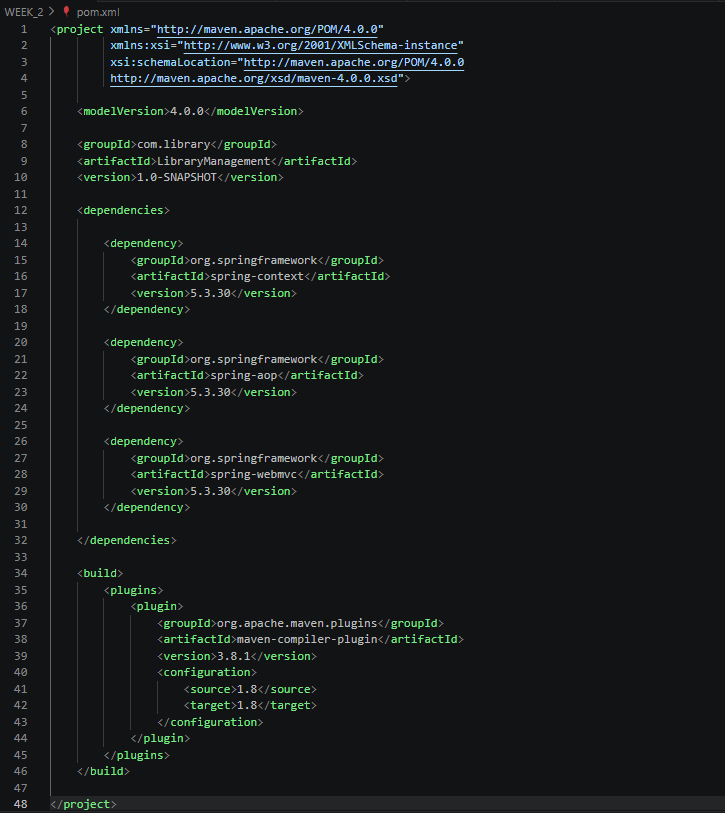 WEEK_2 > pom.xml
1 <project xmlns="http://maven.apache.org/POM/4.0.0"
2 xmlns:xsi="http://www.w3.org/2001/XMLSchema-instance"
3 xsi:schemaLocation="http://maven.apache.org/POM/4.0.0
4 http://maven.apache.org/xsd/maven-4.0.0.xsd">
5
6 <modelVersion>4.0.0</modelVersion>
7
8 <groupId>com.library</groupId>
9 <artifactId>LibraryManagement</artifactId>
10 <version>1.0-SNAPSHOT</version>
11
12 <dependencies>
13
14 <dependency>
15 <groupId>org.springframework</groupId>
16 <artifactId>spring-context</artifactId>
17 <version>5.3.30</version>
18 </dependency>
19
20 <dependency>
21 <groupId>org.springframework</groupId>
22 <artifactId>spring-aop</artifactId>
23 <version>5.3.30</version>
24 </dependency>
25
26 <dependency>
27 <groupId>org.springframework</groupId>
28 <artifactId>spring-webmvc</artifactId>
29 <version>5.3.30</version>
30 </dependency>
31
32 </dependencies>
33
34 <build>
35 <plugins>
36 <plugin>
37 <groupId>org.apache.maven.plugins</groupId>
38 <artifactId>maven-compiler-plugin</artifactId>
39 <version>3.8.1</version>
40 <configuration>
41 <source>1.8</source>
42 <target>1.8</target>
43 </configuration>
44 </plugin>
45 </plugins>
46 </build>
47
48 </project>